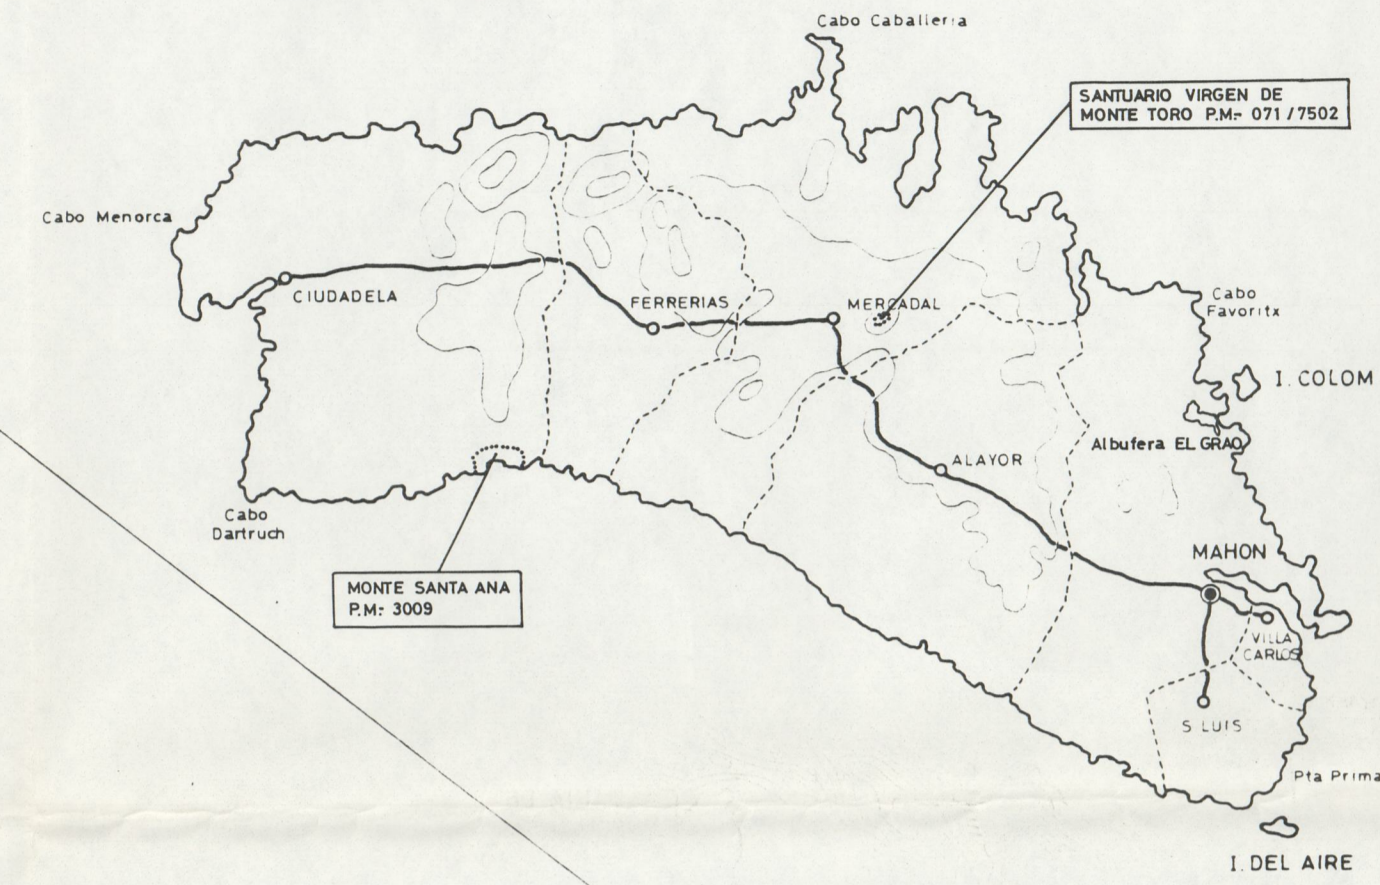 Cabo Caballeria
SANTUARIO VIRGEN DE
MONTE TORO P.M.- 071/7502
Cabo Menorca
CIUDADELA
FERRERIAS
MERCADAL
Cabo
Favoritx
I. COLOM
Albufera EL GRAO
ALAYOR
Cabo
Dartruch
MONTE SANTA ANA
P.M.- 3009
MAHON
VILLA
CARLOS
S. LUIS
Pta Prima
I. DEL AIRE